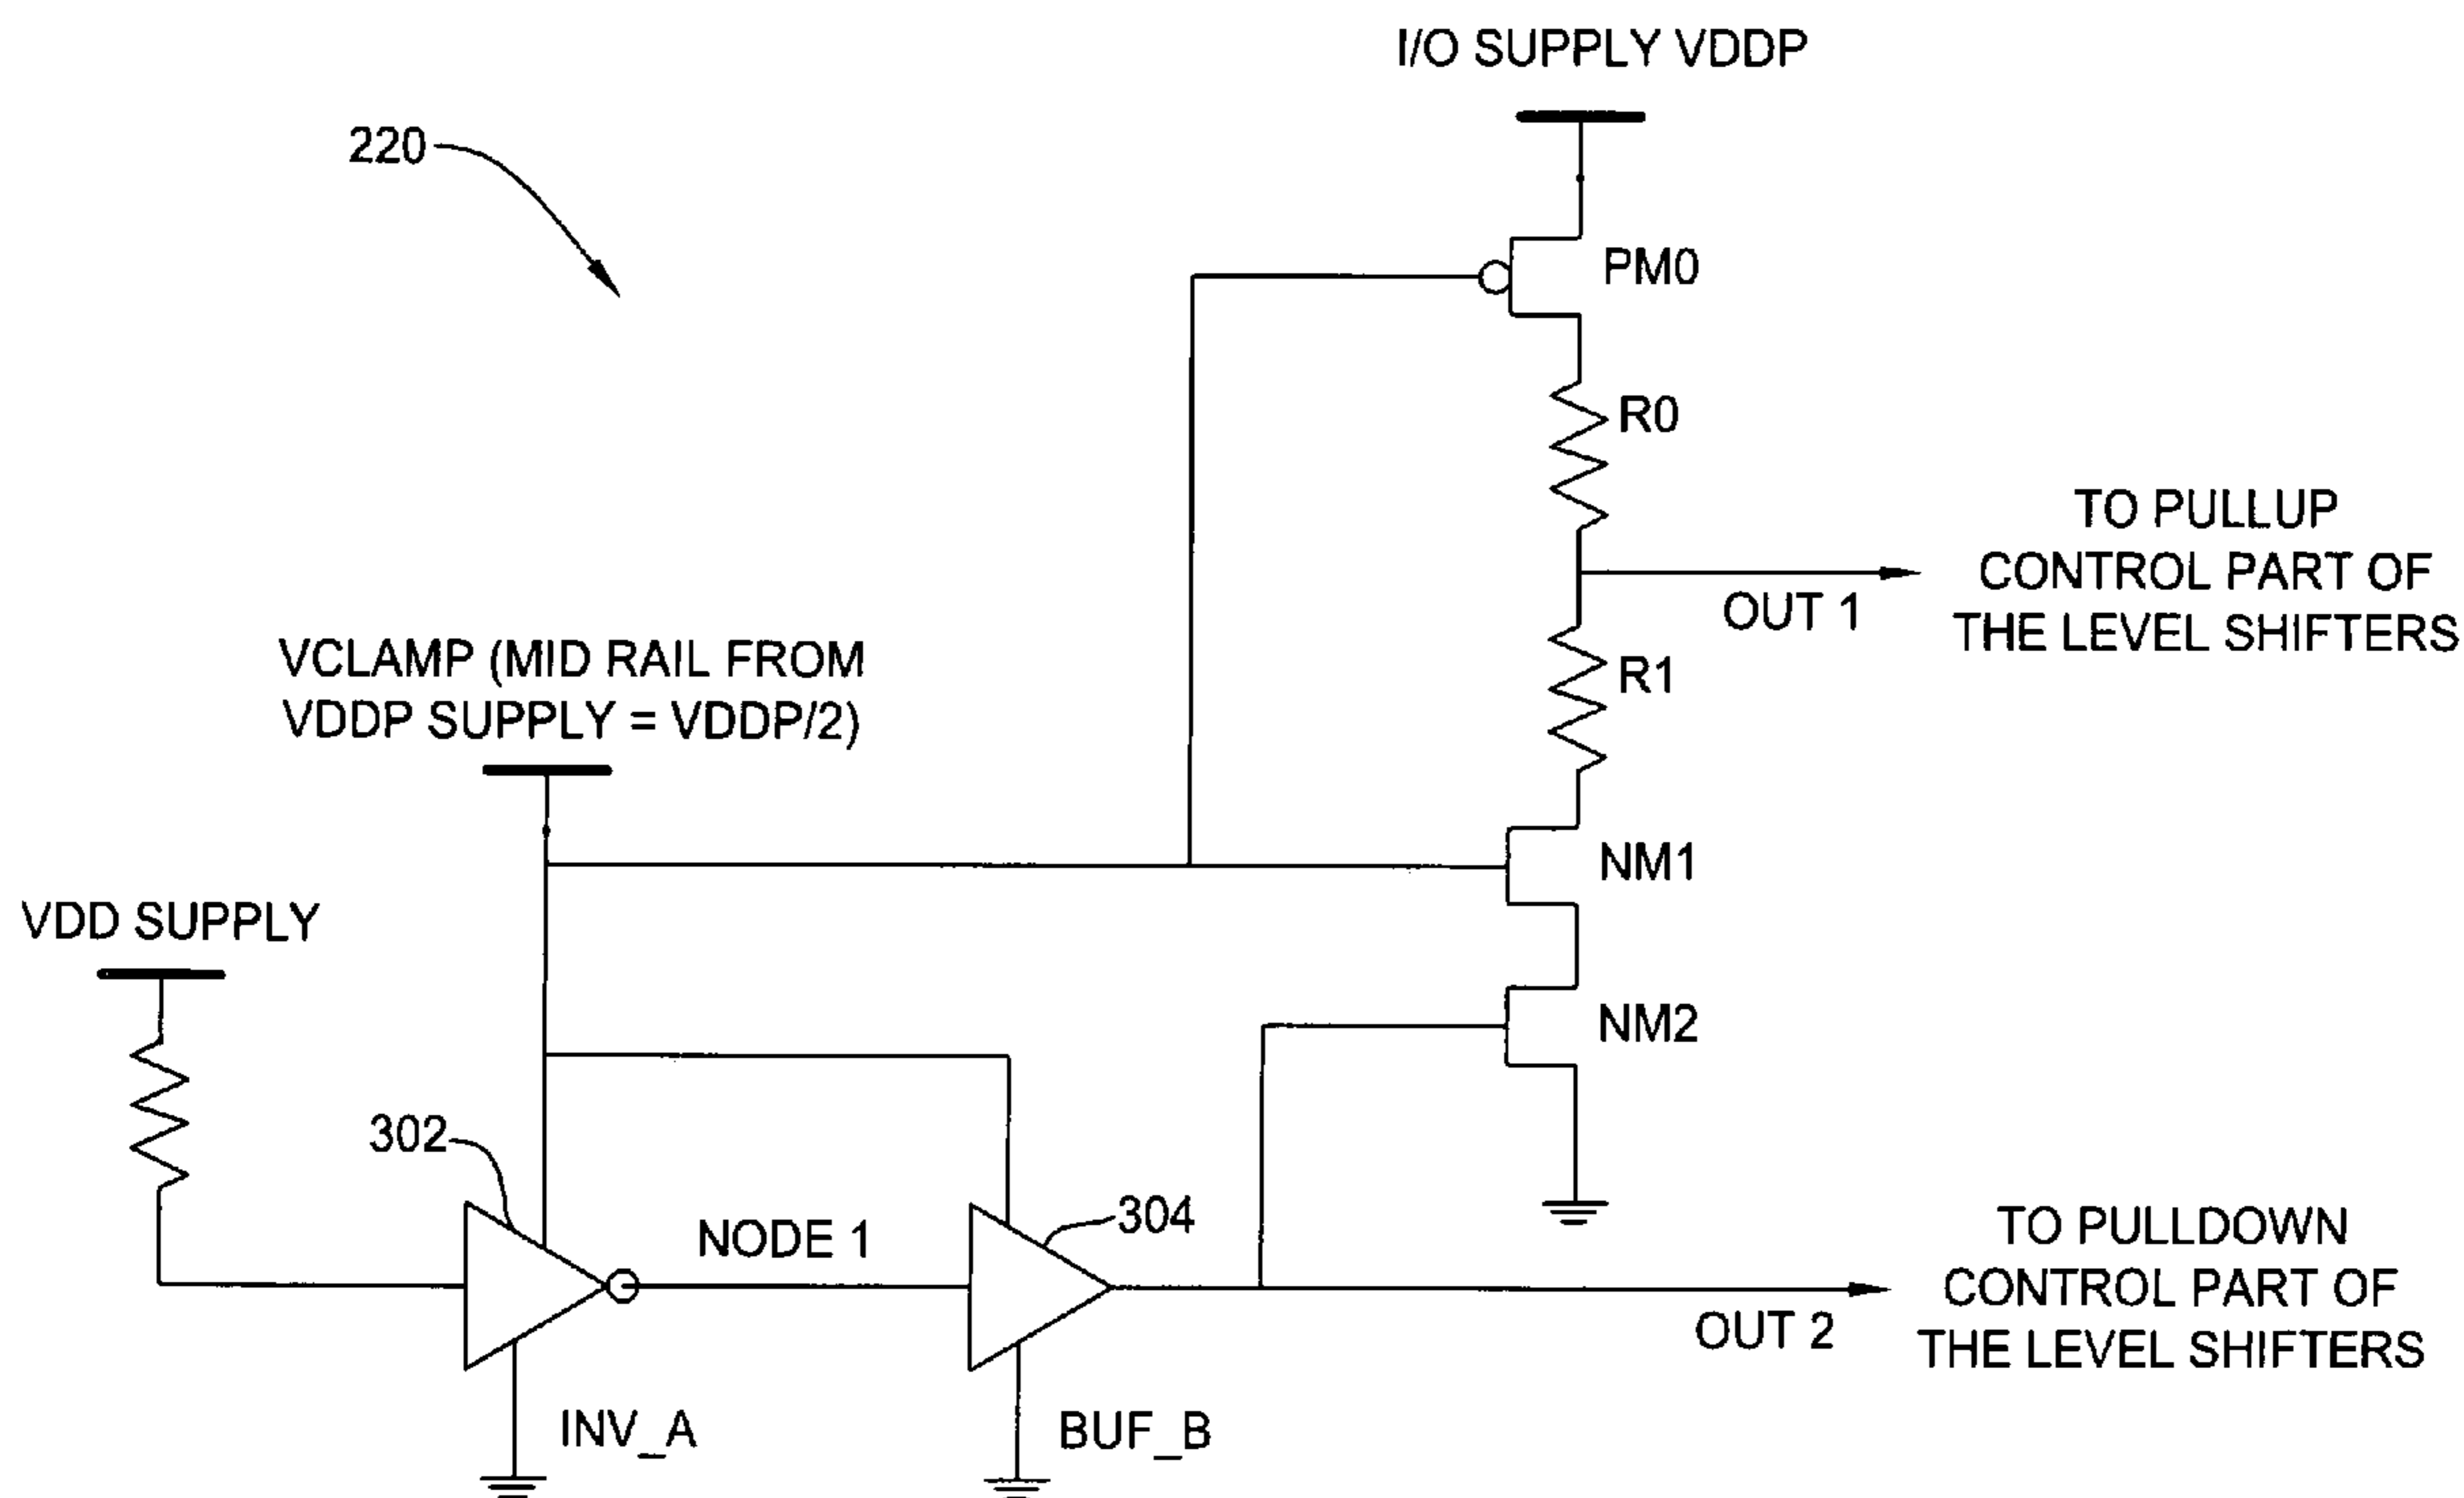 I/O SUPPLY VDDP
220
PM0
R0
TO PULLUP
CONTROL PART OF
THE LEVEL SHIFTERS
OUT 1
R1
VCLAMP (MID RAIL FROM
VDDP SUPPLY = VDDP/2)
NM1
VDD SUPPLY
NM2
302
304
NODE 1
TO PULLDOWN
CONTROL PART OF
THE LEVEL SHIFTERS
OUT 2
INV_A
BUF_B